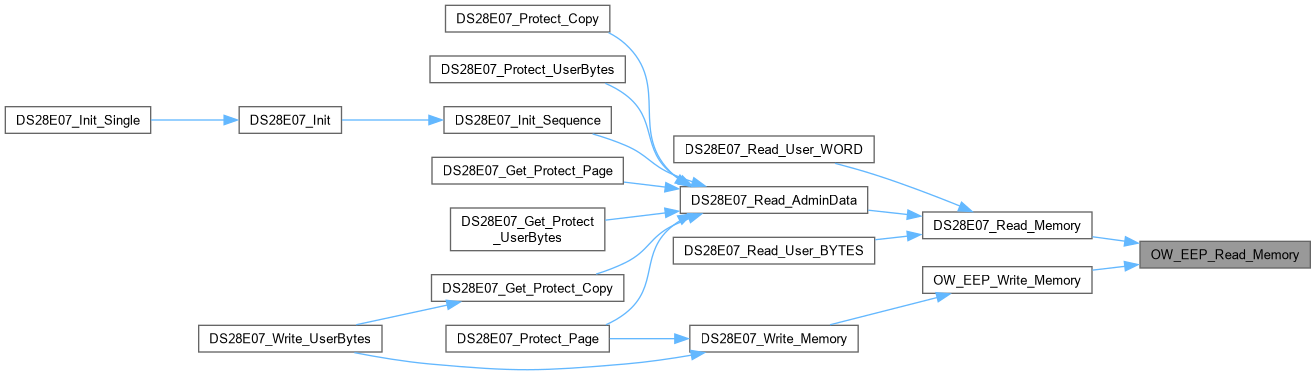 DS28E07_Protect_Copy
DS28E07_Protect_UserBytes
DS28E07_Init_Single
DS28E07_Init
DS28E07_Init_Sequence
DS28E07_Read_User_WORD
DS28E07_Get_Protect_Page
DS28E07_Read_AdminData
DS28E07_Get_Protect
_UserBytes
DS28E07_Read_Memory
DS28E07_Read_User_BYTES
OW_EEP_Read_Memory
DS28E07_Get_Protect_Copy
OW_EEP_Write_Memory
DS28E07_Write_UserBytes
DS28E07_Protect_Page
DS28E07_Write_Memory